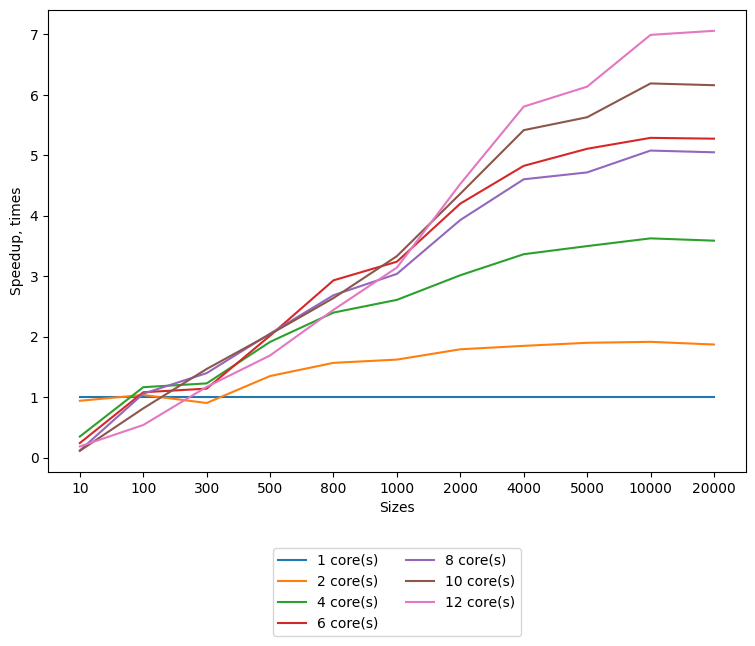 7
6
5
4
3
2
1
0
Speedup, times
10 100 300 500 800 1000 2000 4000 5000 10000 20000
Sizes
1 core(s)
2 core(s)
4 core(s)
6 core(s)
8 core(s)
10 core(s)
12 core(s)